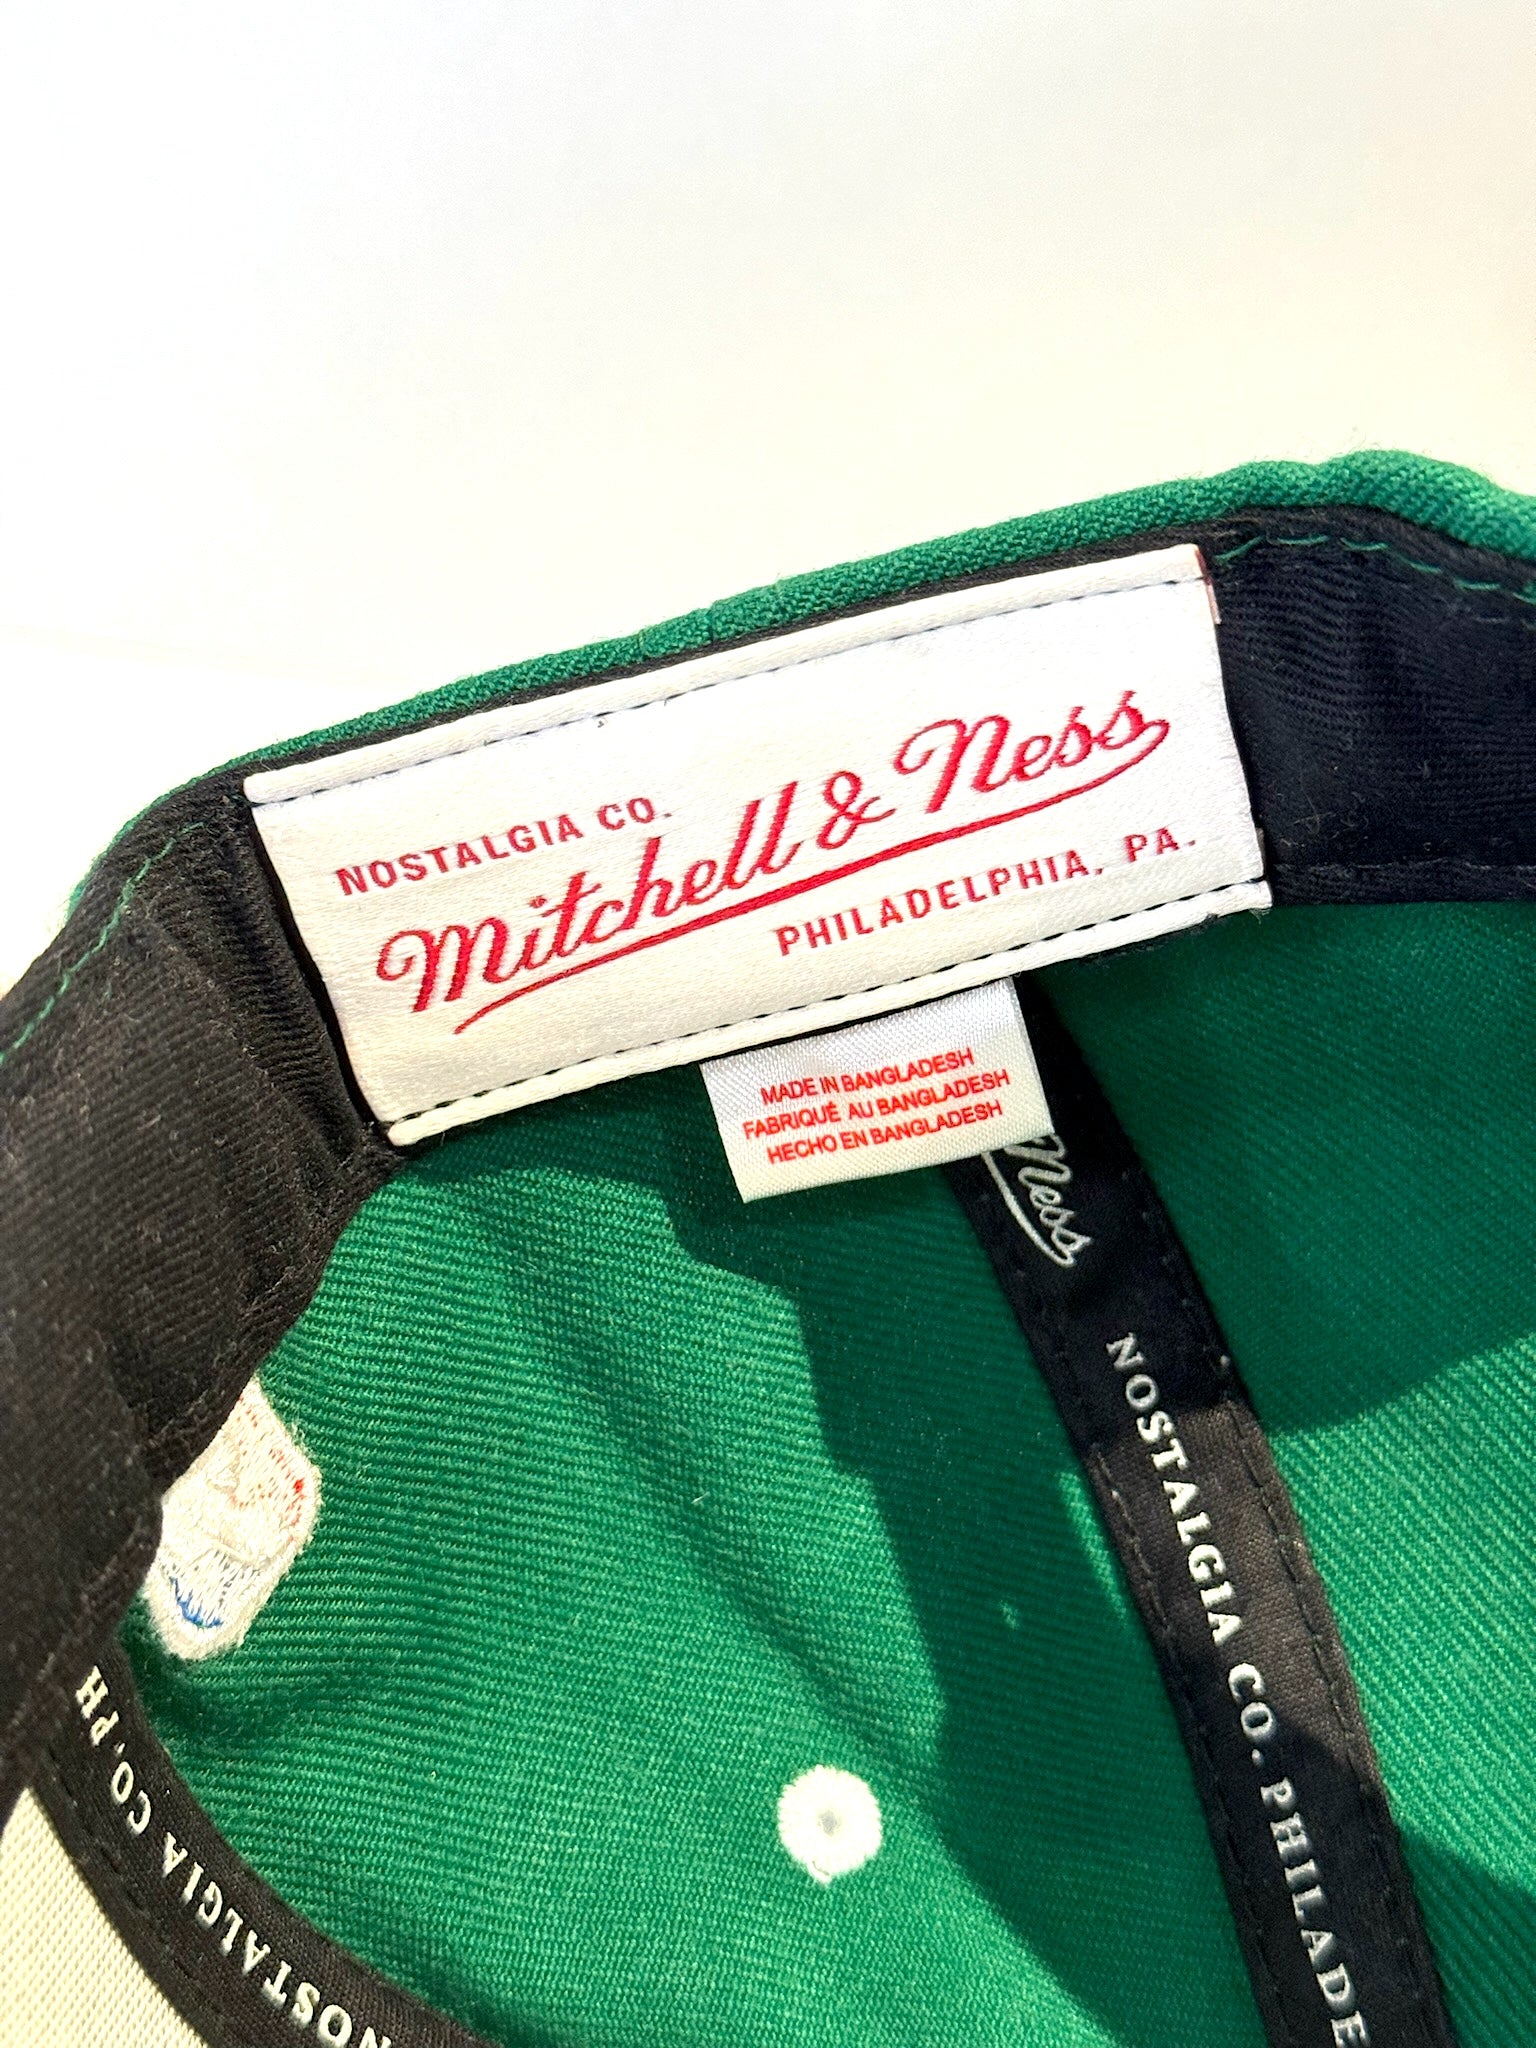 NOSTALGIA CO.
Mitchell & Ness
PHILADELPHIA, PA.
MADE IN BANGLADESH
FABRIQUÉ AU BANGLADESH
HECHO EN BANGLADESH
Ness
NOSTALGIA CO. PHILADE
NOSTALGIA CO., PH